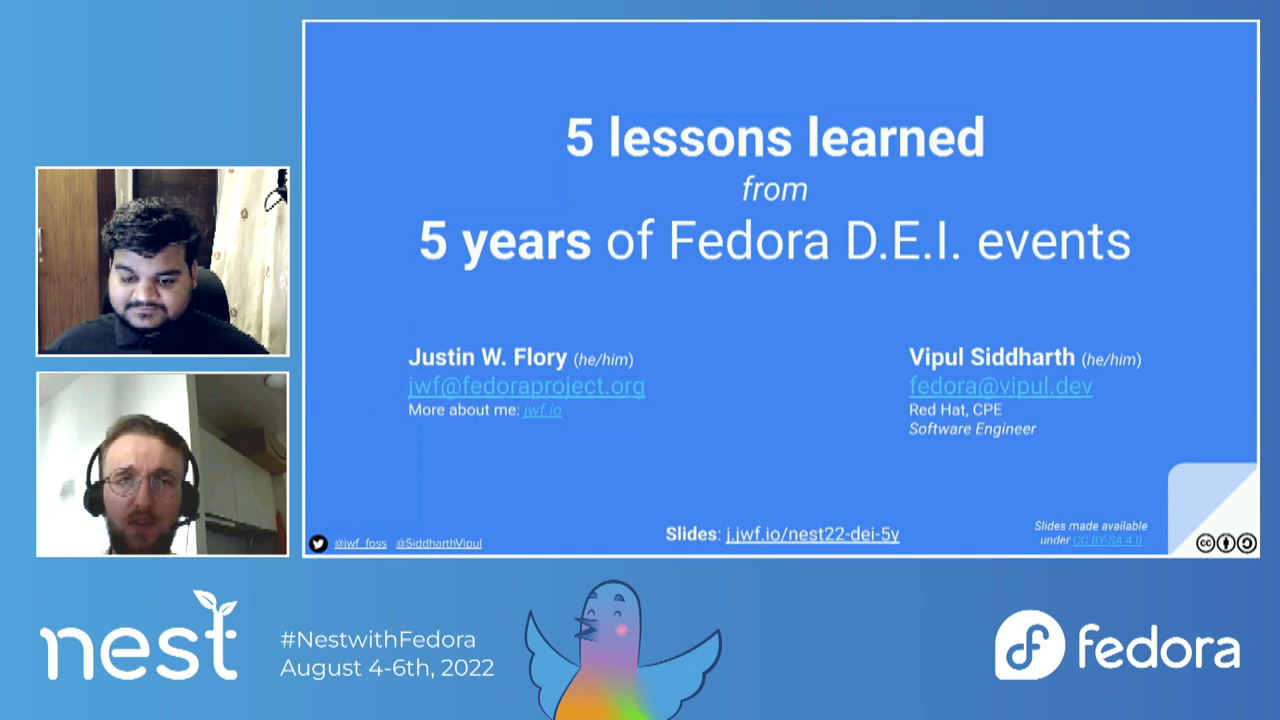 5 lessons learned
from
5 years of Fedora D.E.I. events
Justin W. Flory (he/him)
jwf@fedoraproject.org
More about me: jwf.io
Vipul Siddharth (he/him)
fedora@vipul.dev
Red Hat, CPE
Software Engineer
Slides: j.jwf.io/nest22-dei-5y
Slides made available
under CC BY-SA 4.0
@jwf_foss @SiddharthVipul
cc
nest
#NestwithFedora
August 4-6th, 2022
fedora